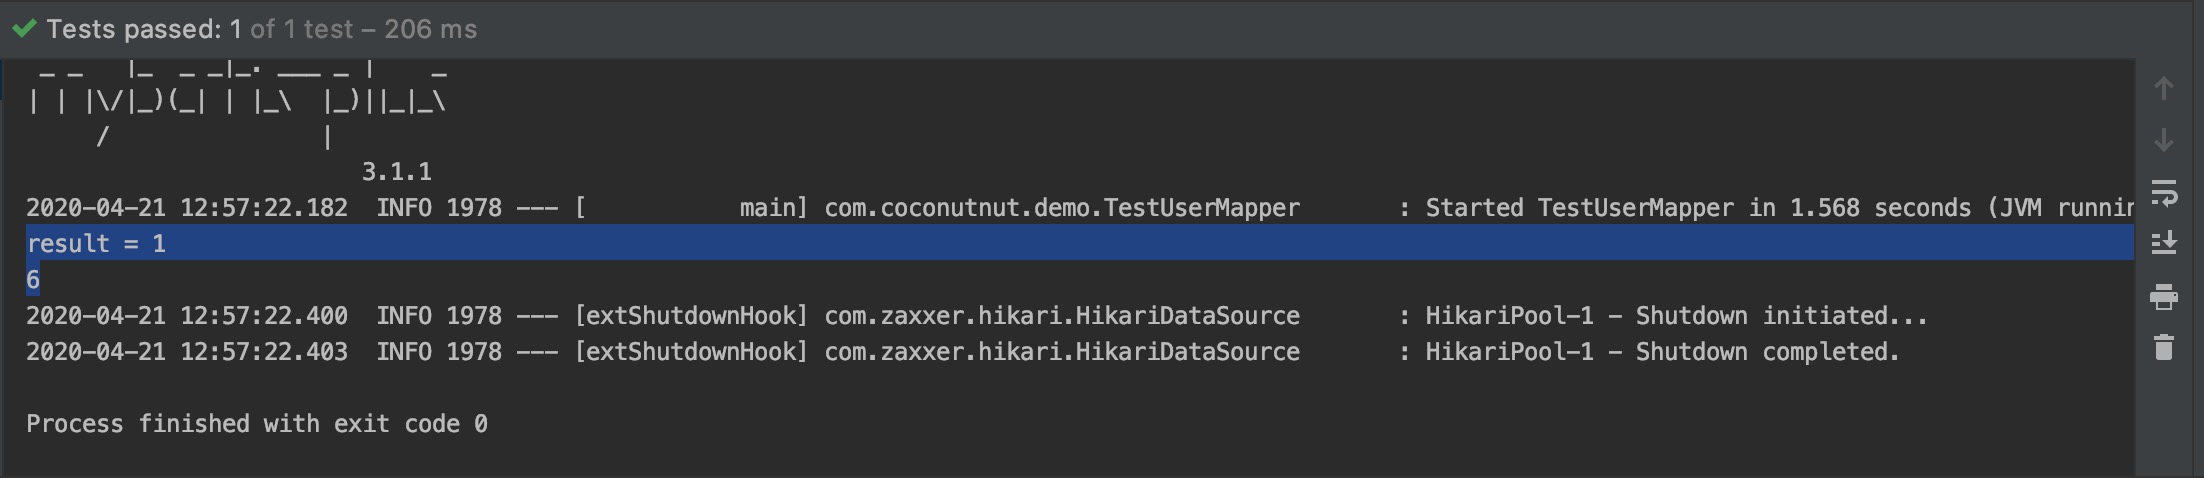 Tests passed: 1 of 1 test – 206 ms
 _ _   |_  _ _|_. ___ _ |    _
| | |\/|_)(_| | |_\  |_)||_|_\
     /               |
                        3.1.1
2020-04-21 12:57:22.182  INFO 1978 --- [           main] com.coconutnut.demo.TestUserMapper       : Started TestUserMapper in 1.568 seconds (JVM runnin
result = 1
6
2020-04-21 12:57:22.400  INFO 1978 --- [extShutdownHook] com.zaxxer.hikari.HikariDataSource       : HikariPool-1 - Shutdown initiated...
2020-04-21 12:57:22.403  INFO 1978 --- [extShutdownHook] com.zaxxer.hikari.HikariDataSource       : HikariPool-1 - Shutdown completed.
Process finished with exit code 0